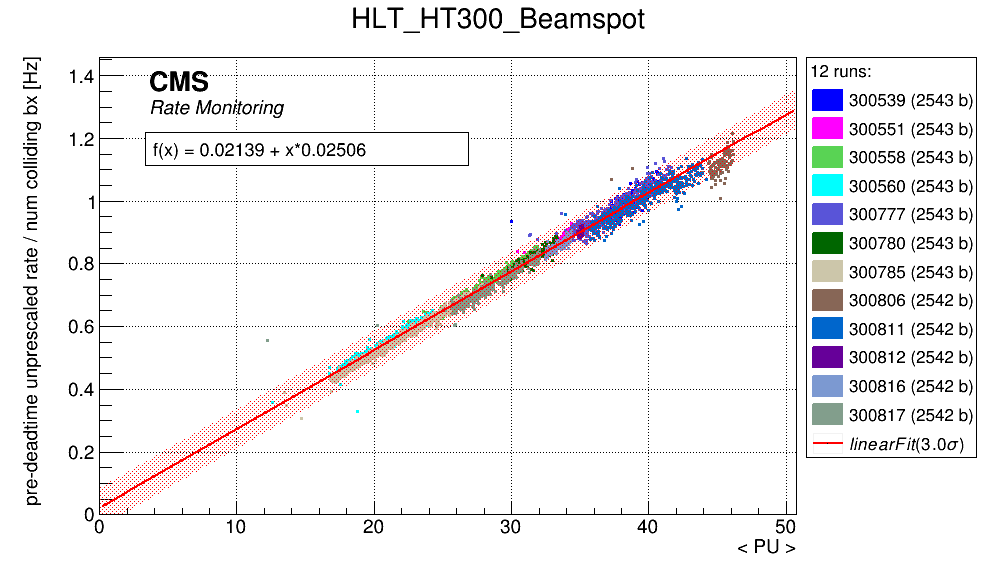 HLT_HT300_Beamspot
pre-deadtime unprescaled rate / num colliding bx [Hz]
CMS
Rate Monitoring
f(x) = 0.02139 + x*0.02506
1.4
1.2
1
0.8
0.6
0.4
0.2
0
0 10 20 30 40 50
< PU >
12 runs:
300539 (2543 b)
300551 (2543 b)
300558 (2543 b)
300560 (2543 b)
300777 (2543 b)
300780 (2543 b)
300785 (2543 b)
300806 (2542 b)
300811 (2542 b)
300812 (2542 b)
300816 (2542 b)
300817 (2542 b)
linearFit(3.0σ)